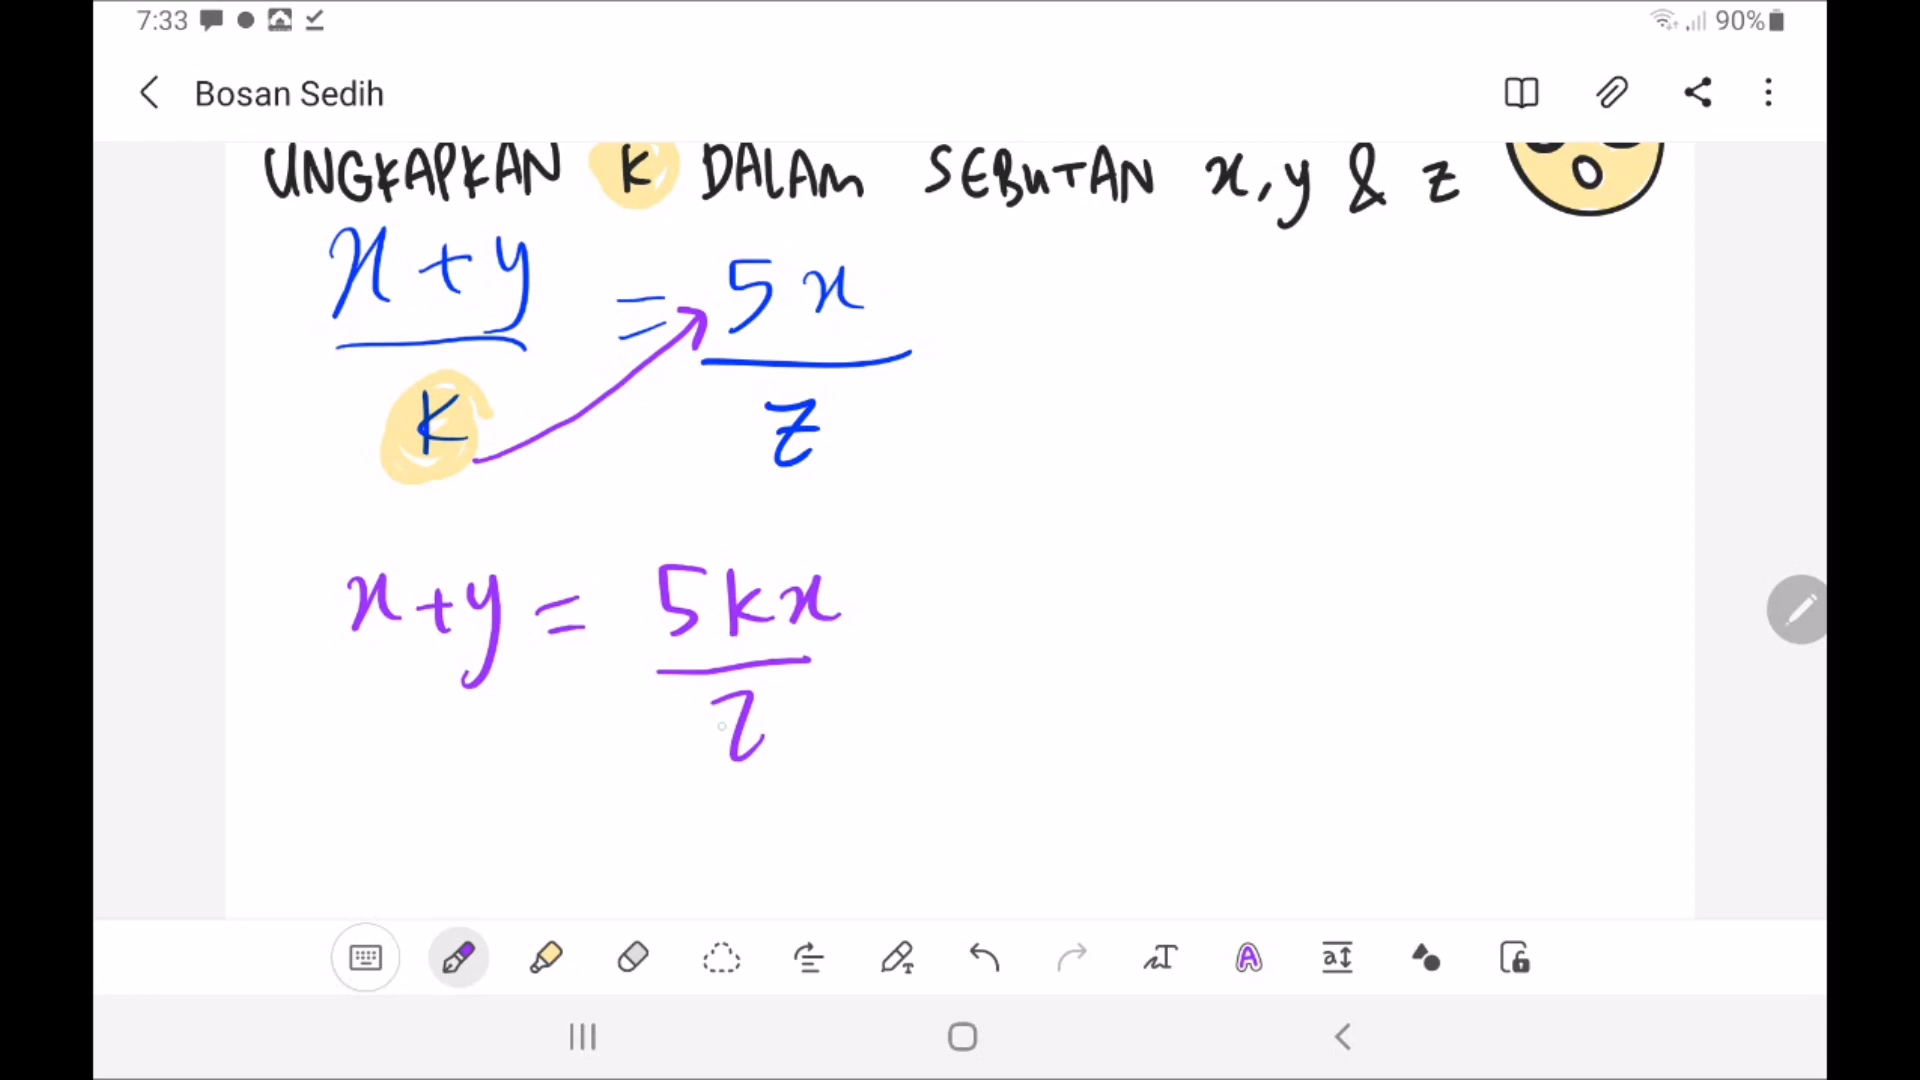 7:33 90%
Bosan Sedih
UNGKAPKAN K DALAM SEBUTAN x, y & z
x + y = 5x
K z
x + y = 5kx
z